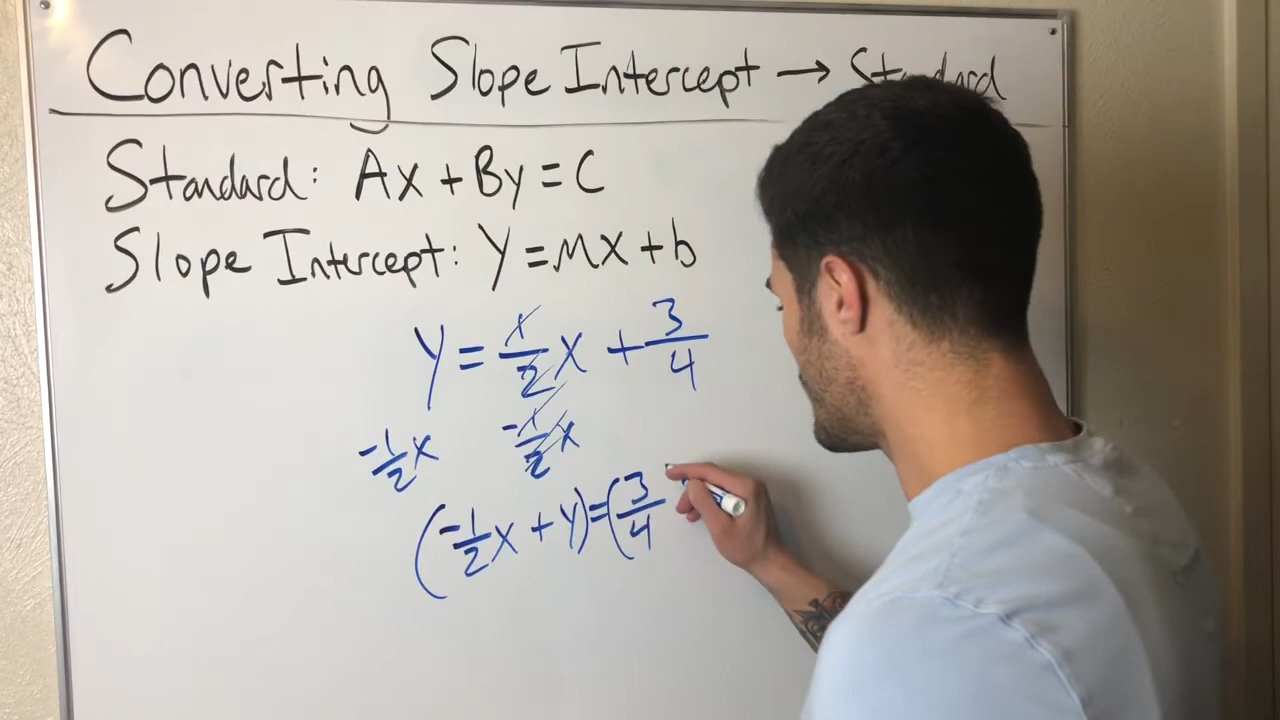 Converting Slope Intercept → Standard
Standard: Ax + By = C
Slope Intercept: Y = mx + b
Y = 1/2 x + 3/4
-1/2 x -1/2 x
(-1/2 x + y) = (3/4